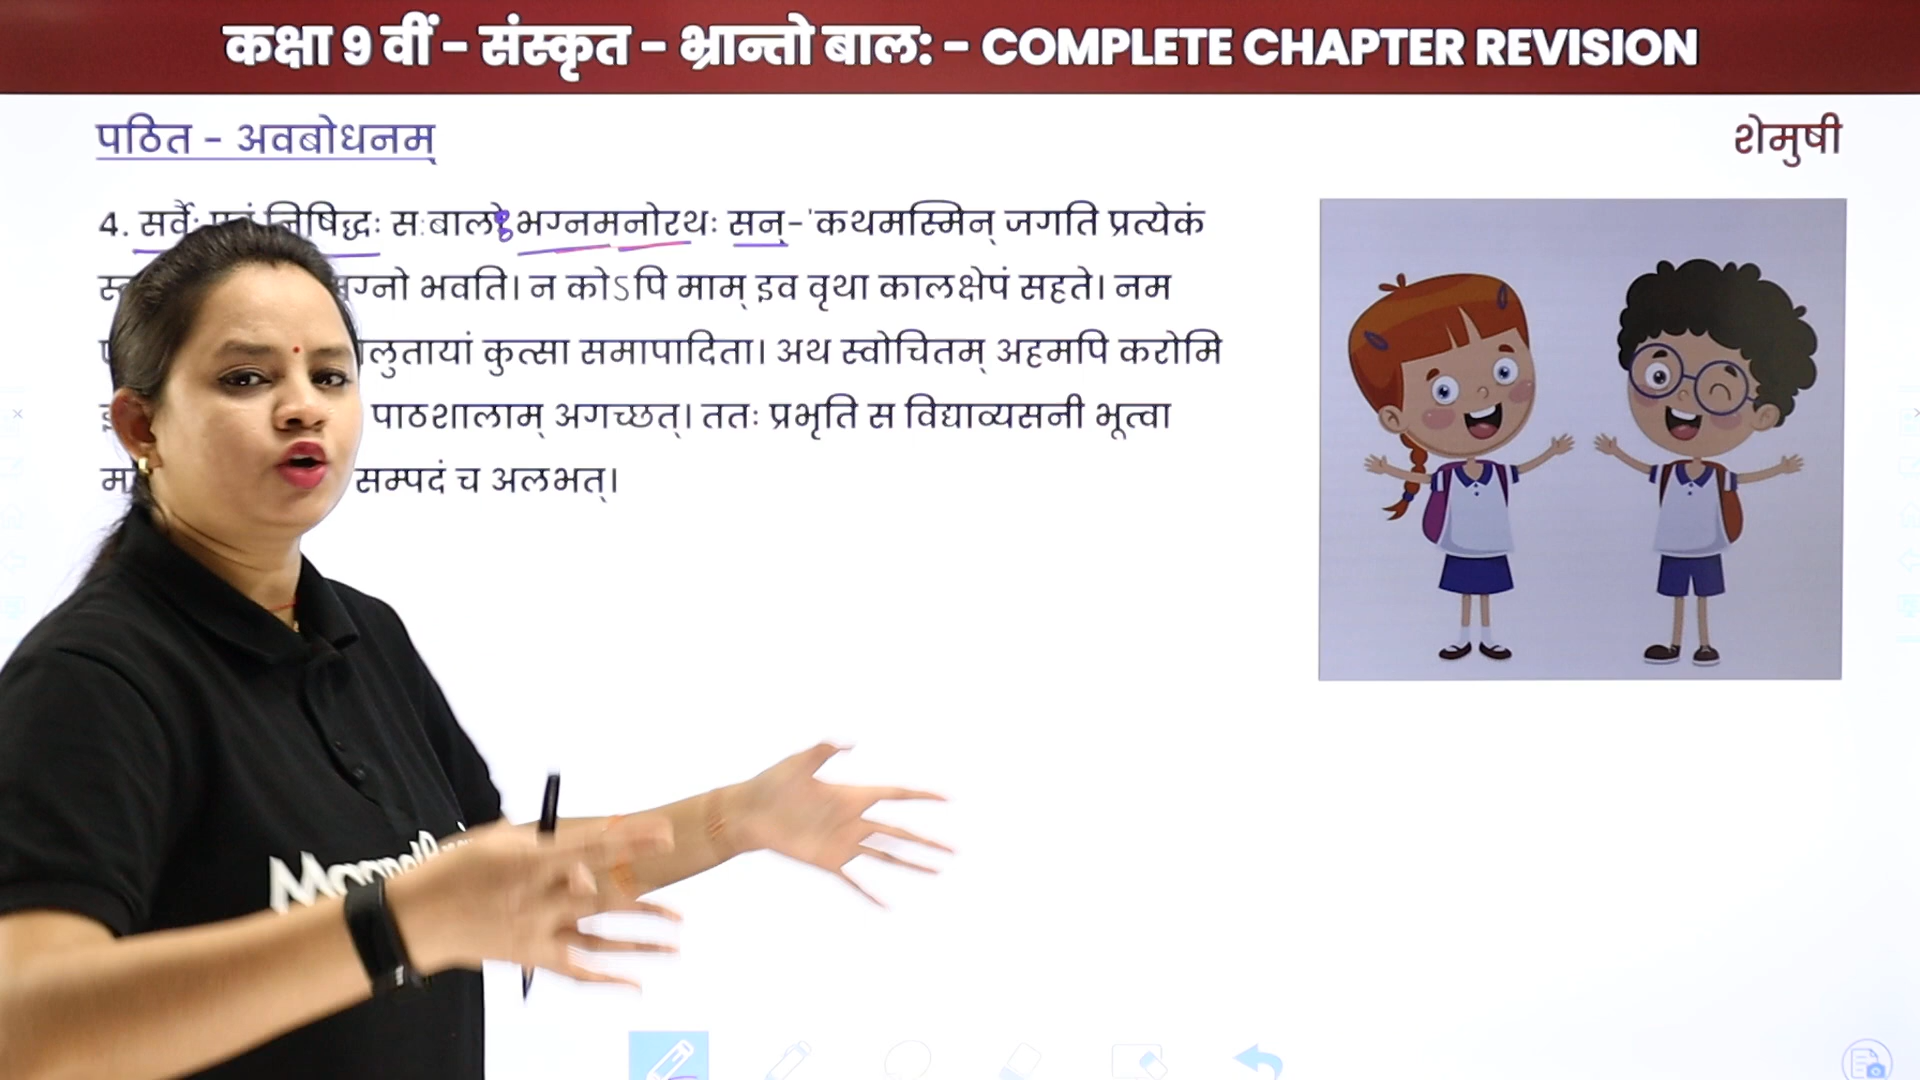 कक्षा 9 वीं - संस्कृत - भ्रान्तो बाल: - COMPLETE CHAPTER REVISION
पठित - अवबोधनम्
शेमुषी
4. सर्वैः निषिद्धः सःबालो भग्नमनोरथः सन्-'कथमस्मिन् जगति प्रत्येकं
भवति। न कोऽपि माम् इव वृथा कालक्षेपं सहते। नम
कुत्सा समापादिता। अथ स्वोचितम् अहमपि करोमि
पाठशालाम् अगच्छत्। ततः प्रभृति स विद्याव्यसनी भूत्वा
सम्पदं च अलभत्।